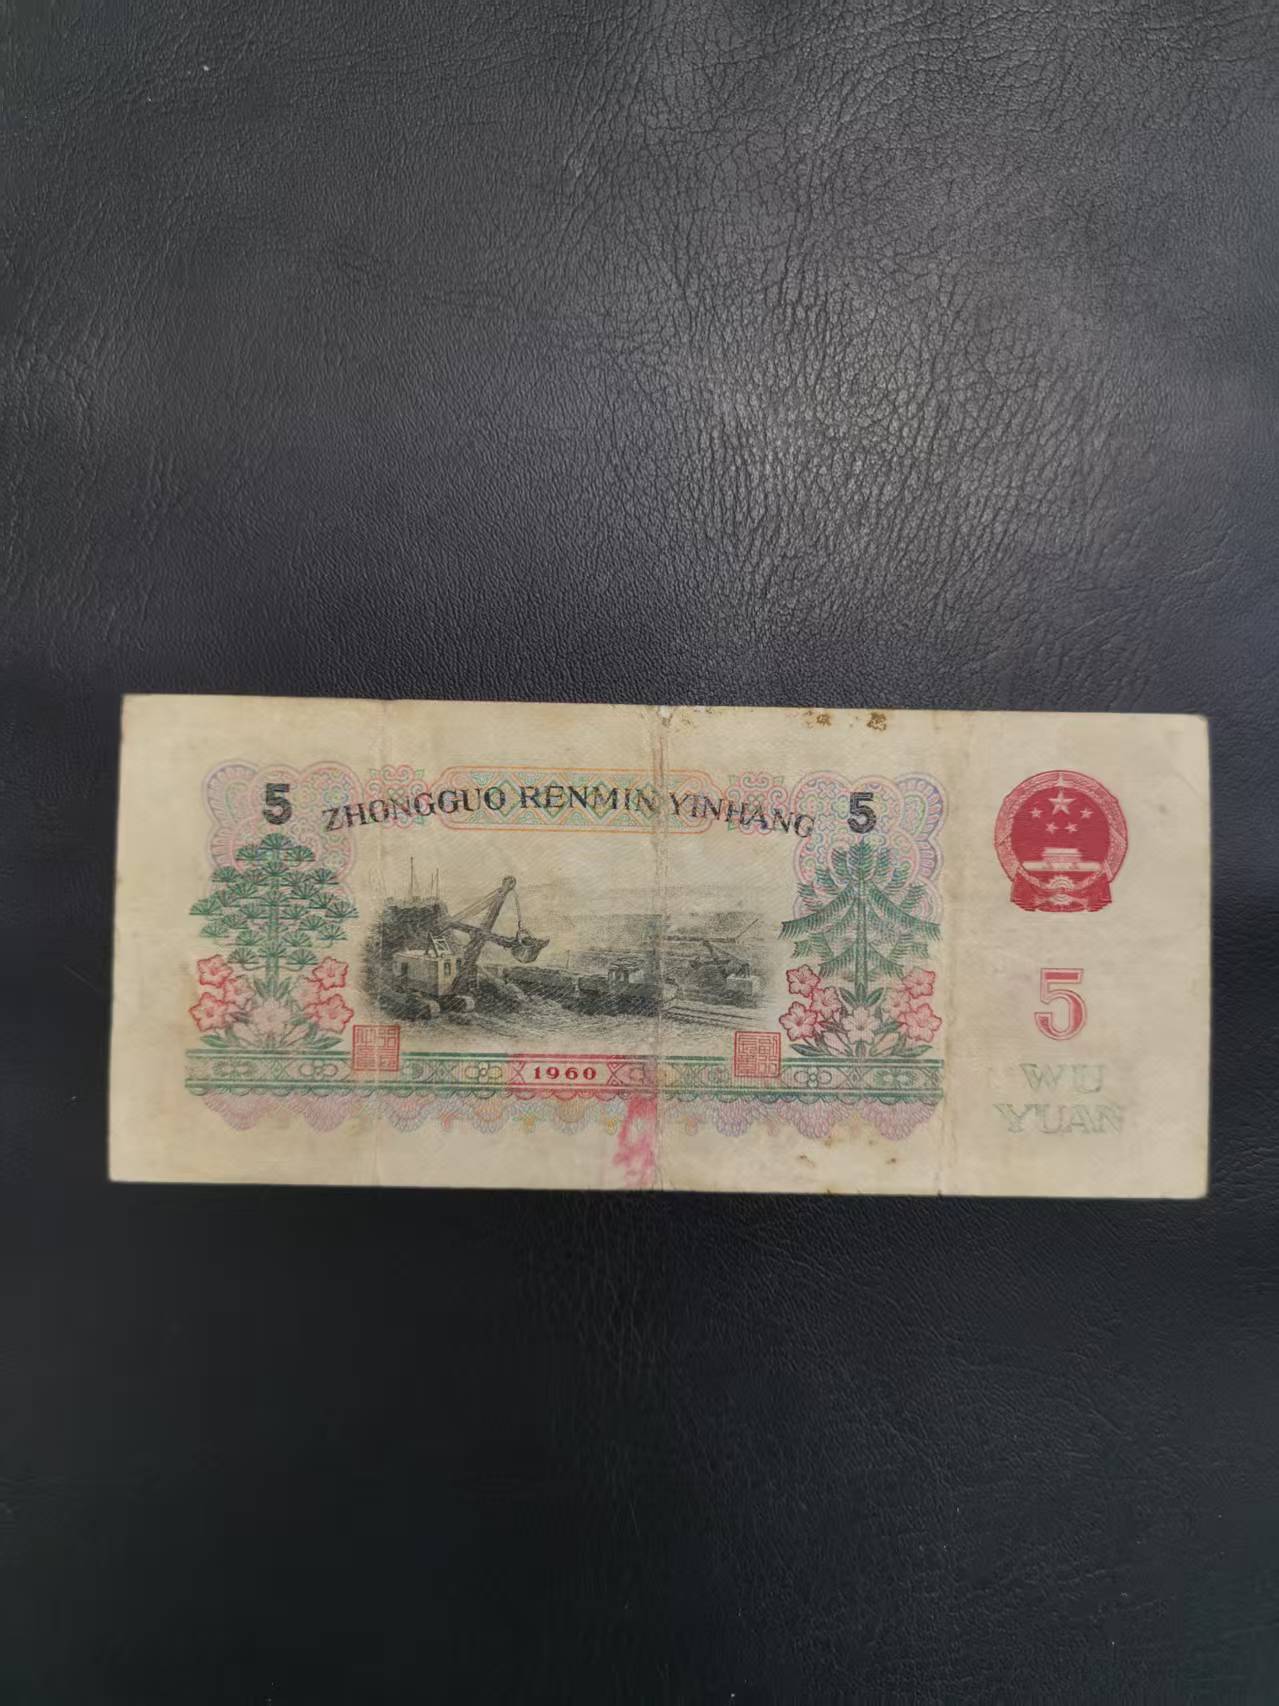 5 ZHONGGUO RENMIN YINHANG 5
1960
5
WU
YUAN